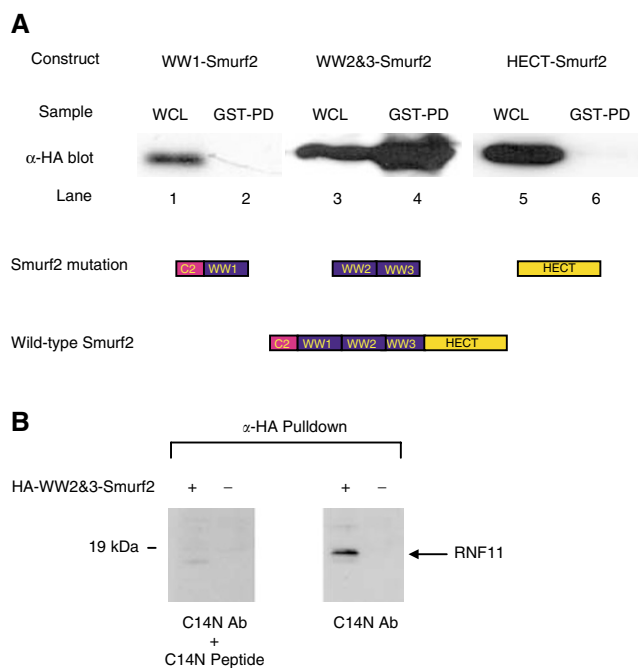 A
Construct WW1-Smurf2 WW2&3-Smurf2 HECT-Smurf2
Sample WCL GST-PD WCL GST-PD WCL GST-PD
α-HA blot
Lane 1 2 3 4 5 6
Smurf2 mutation C2 WW1 WW2 WW3 HECT
Wild-type Smurf2 C2 WW1 WW2 WW3 HECT
B
α-HA Pulldown
HA-WW2&3-Smurf2 + − + −
19 kDa –
RNF11
C14N Ab C14N Ab
+
C14N Peptide